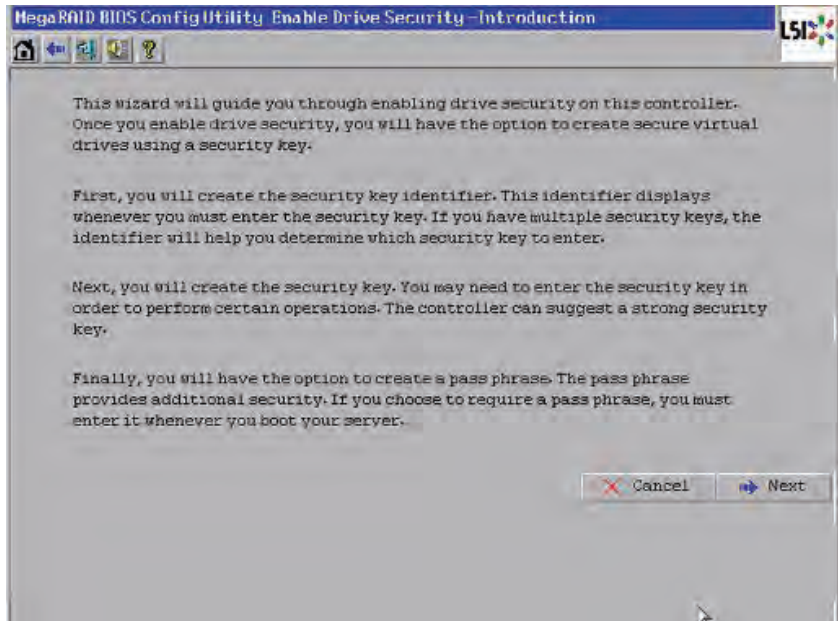 MegaRAID BIOS Config Utility Enable Drive Security-Introduction
LSI
This wizard will guide you through enabling drive security on this controller.
Once you enable drive security, you will have the option to create secure virtual
drives using a security key.
First, you will create the security key identifier. This identifier displays
whenever you must enter the security key. If you have multiple security keys, the
identifier will help you determine which security key to enter.
Next, you will create the security key. You may need to enter the security key in
order to perform certain operations. The controller can suggest a strong security
key.
Finally, you will have the option to create a pass phrase. The pass phrase
provides additional security. If you choose to require a pass phrase, you must
enter it whenever you boot your server.
Cancel
Next